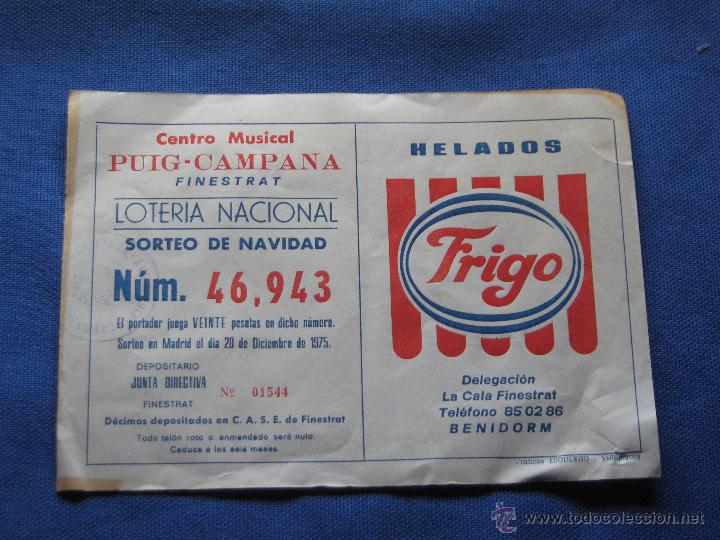 Centro Musical
PUIG-CAMPANA
FINESTRAT
LOTERIA NACIONAL
SORTEO DE NAVIDAD
Núm. 46,943
El portador juega VEINTE pesetas en dicho número.
Sorteo en Madrid el día 20 de Diciembre de 1975.
DEPOSITARIO
JUNTA DIRECTIVA
FINESTRAT
Nº 01544
Décimos depositados en C. A. S. E. de Finestrat
Todo talón roto o enmendado será nulo.
Caduca a los seis meses.
HELADOS
Frigo
Delegación
La Cala Finestrat
Teléfono 85 02 86
BENIDORM
todocoleccion
www.todocoleccion.net